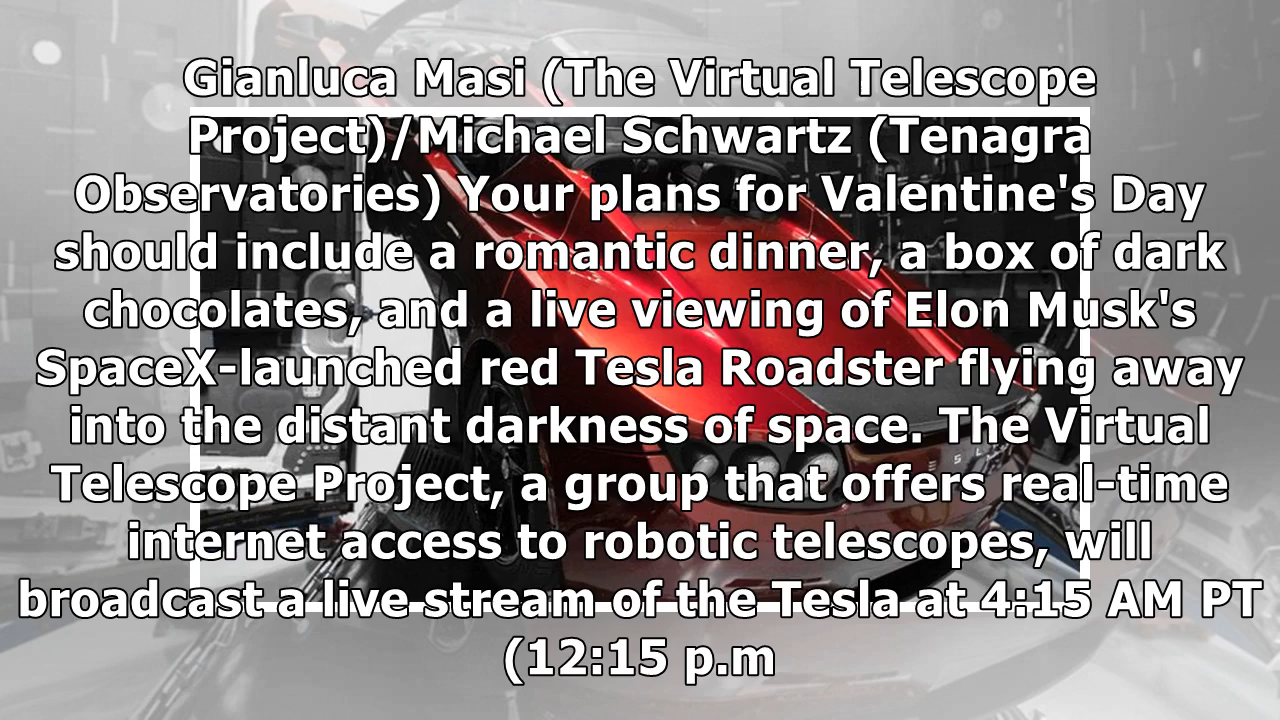 Gianluca Masi (The Virtual Telescope
Project)/Michael Schwartz (Tenagra
Observatories) Your plans for Valentine's Day
should include a romantic dinner, a box of dark
chocolates, and a live viewing of Elon Musk's
SpaceX-launched red Tesla Roadster flying away
into the distant darkness of space. The Virtual
Telescope Project, a group that offers real-time
internet access to robotic telescopes, will
broadcast a live stream of the Tesla at 4:15 AM PT
(12:15 p.m